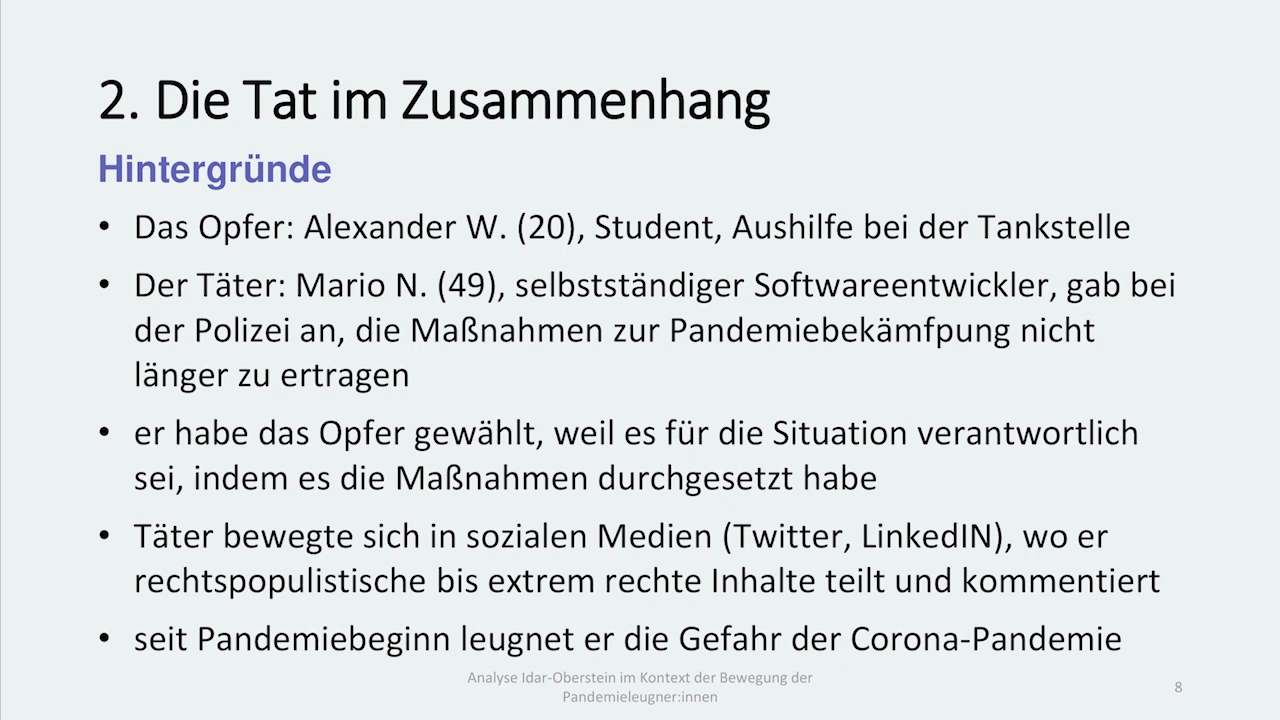 2. Die Tat im Zusammenhang
Hintergründe
• Das Opfer: Alexander W. (20), Student, Aushilfe bei der Tankstelle
• Der Täter: Mario N. (49), selbstständiger Softwareentwickler, gab bei
der Polizei an, die Maßnahmen zur Pandemiebekämfpung nicht
länger zu ertragen
• er habe das Opfer gewählt, weil es für die Situation verantwortlich
sei, indem es die Maßnahmen durchgesetzt habe
• Täter bewegte sich in sozialen Medien (Twitter, LinkedIN), wo er
rechtspopulistische bis extrem rechte Inhalte teilt und kommentiert
• seit Pandemiebeginn leugnet er die Gefahr der Corona-Pandemie
Analyse Idar-Oberstein im Kontext der Bewegung der
Pandemieleugner:innen
8